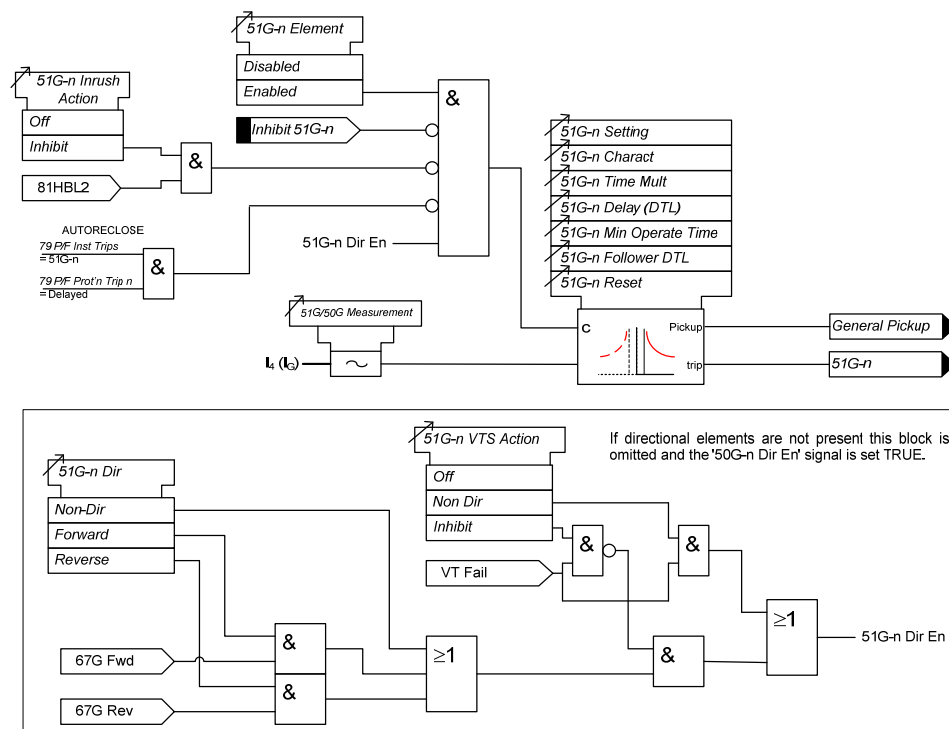 51G-n Element
Disabled
Enabled
51G-n Inrush
Action
Off
Inhibit
81HBL2
Inhibit 51G-n
&
&
AUTORECLOSE
79 P/F Inst Trips
= 51G-n
79 P/F Prot'n Trip n
= Delayed
&
51G-n Dir En
51G-n Setting
51G-n Charact
51G-n Time Mult
51G-n Delay (DTL)
51G-n Min Operate Time
51G-n Follower DTL
51G-n Reset
51G/50G Measurement
I4 (IG)
~
C
Pickup
trip
General Pickup
51G-n
If directional elements are not present this block is
omitted and the '50G-n Dir En' signal is set TRUE.
51G-n VTS Action
Off
Non Dir
Inhibit
VT Fail
&
&
51G-n Dir
Non-Dir
Forward
Reverse
67G Fwd
67G Rev
&
&
≥1
&
≥1
51G-n Dir En